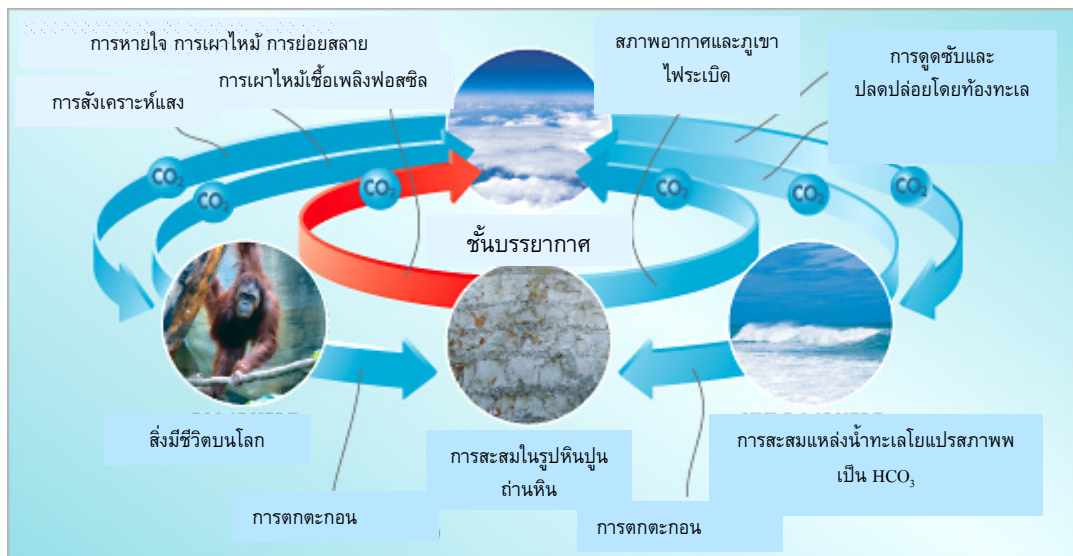 การหายใจ การเผาไหม้ การย่อยสลาย
การเผาไหม้เชื้อเพลิงฟอสซิล
การสังเคราะห์แสง
สภาพอากาศและภูเขา
ไฟระเบิด
การดูดซับและ
ปลดปล่อยโดยท้องทะเล
CO₂
CO₂
CO₂
CO₂
CO₂
CO₂
ชั้นบรรยากาศ
สิ่งมีชีวิตบนโลก
การสะสมในรูปหินปูน
ถ่านหิน
การสะสมแหล่งน้ำทะเลโยแปรสภาพพ
เป็น HCO₃
การตกตะกอน
การตกตะกอน